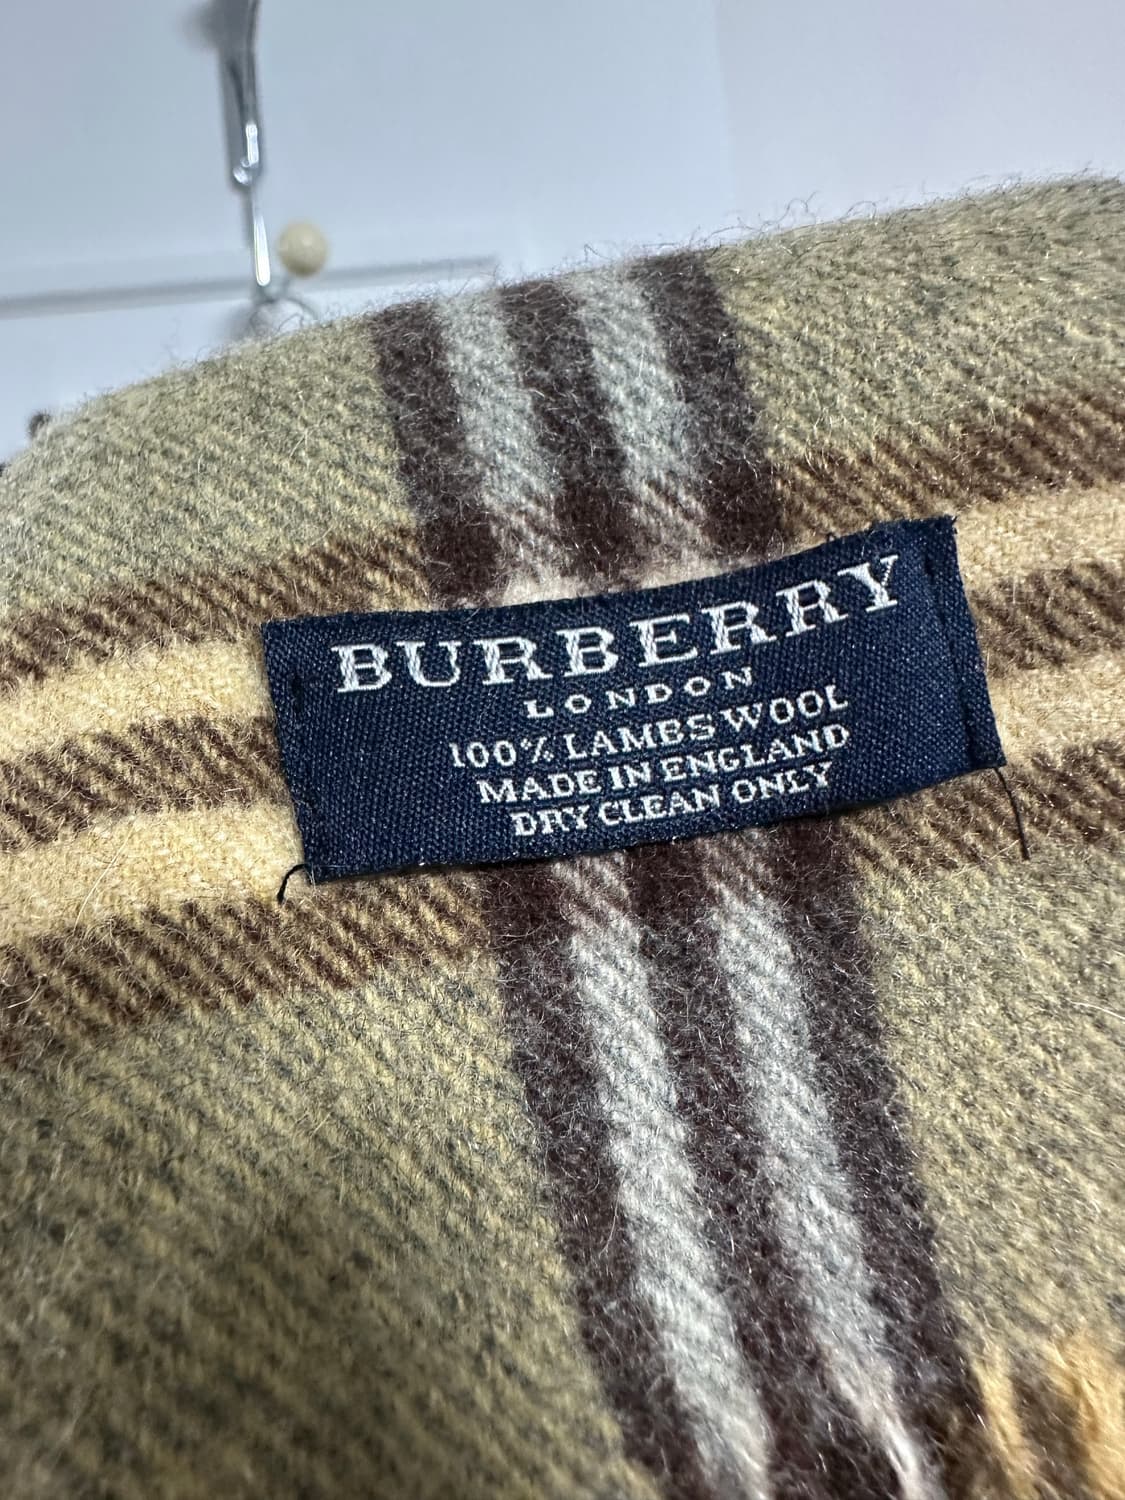 BURBERRY
LONDON
100% LAMBS WOOL
MADE IN ENGLAND
DRY CLEAN ONLY